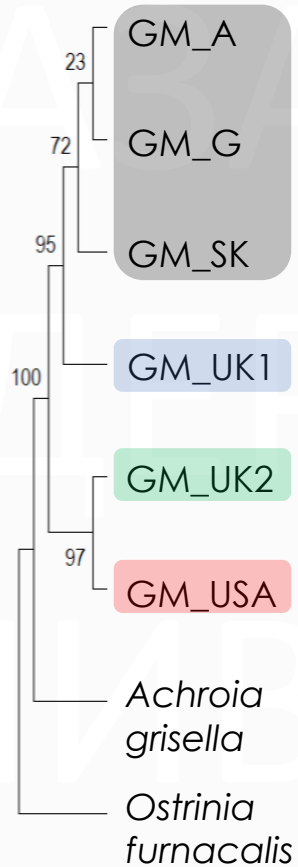 GM_A
23
GM_G
72
GM_SK
95
GM_UK1
100
GM_UK2
97
GM_USA
Achroia
grisella
Ostrinia
furnacalis